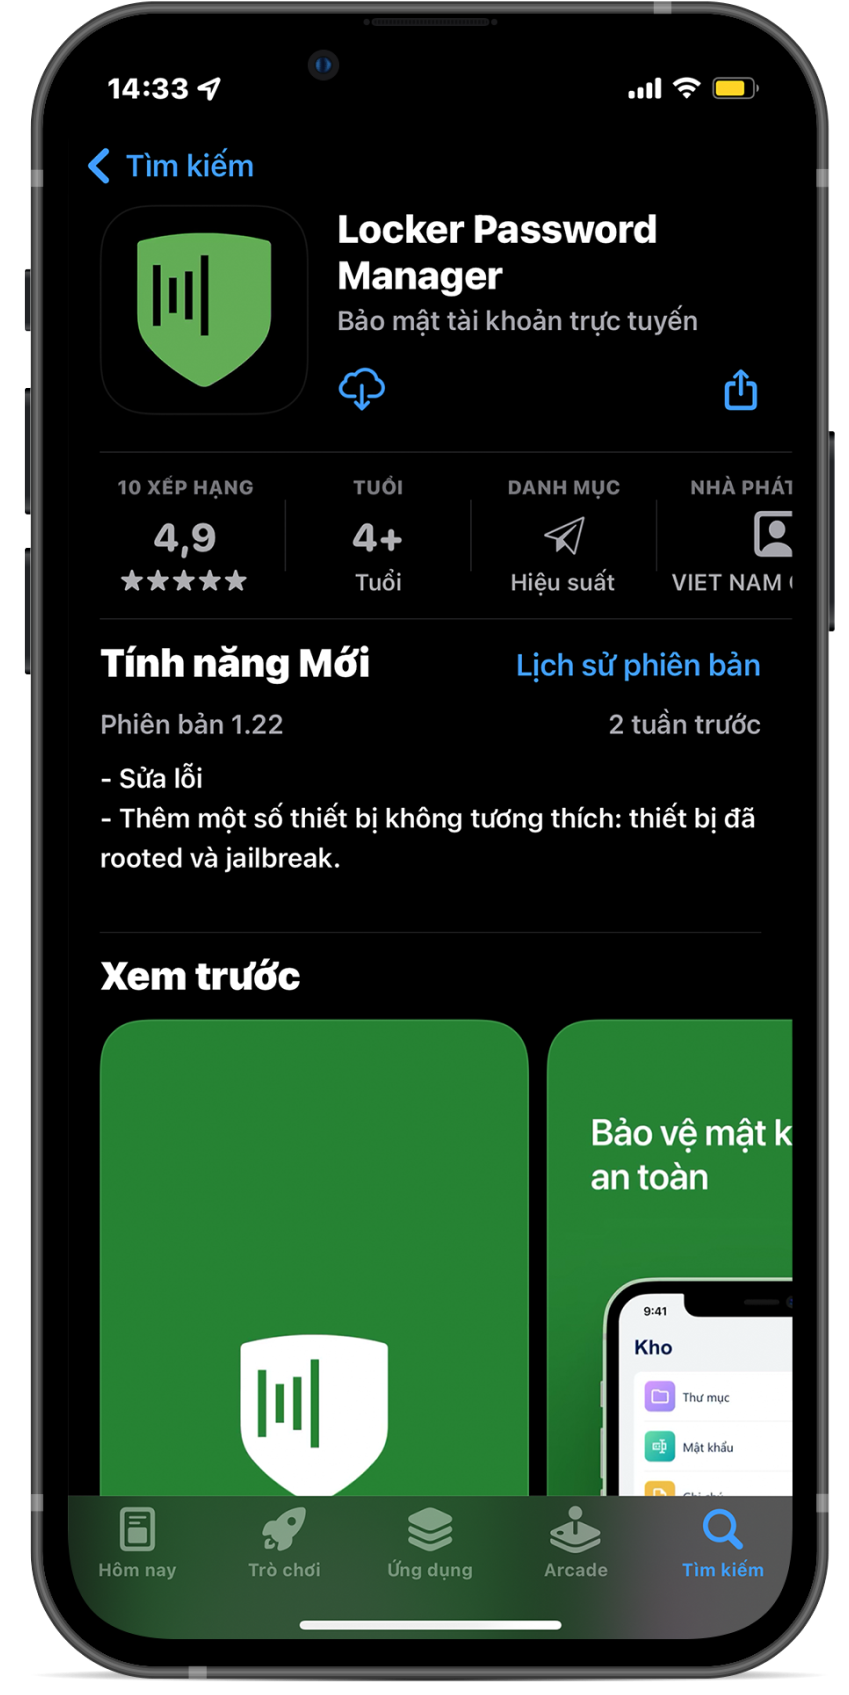 14:33
Tìm kiếm
Locker Password
Manager
Bảo mật tài khoản trực tuyến
10 XẾP HẠNG
TUỔI
DANH MỤC
NHÀ PHÁT
4,9
4+
Tuổi
Hiệu suất
VIET NAM
Tính năng Mới
Lịch sử phiên bản
Phiên bản 1.22
2 tuần trước
- Sửa lỗi
- Thêm một số thiết bị không tương thích: thiết bị đã
rooted và jailbreak.
Xem trước
Bảo vệ mật k
an toàn
9:41
Kho
Thư mục
Mật khẩu
Hôm nay
Trò chơi
Ứng dụng
Arcade
Tìm kiếm